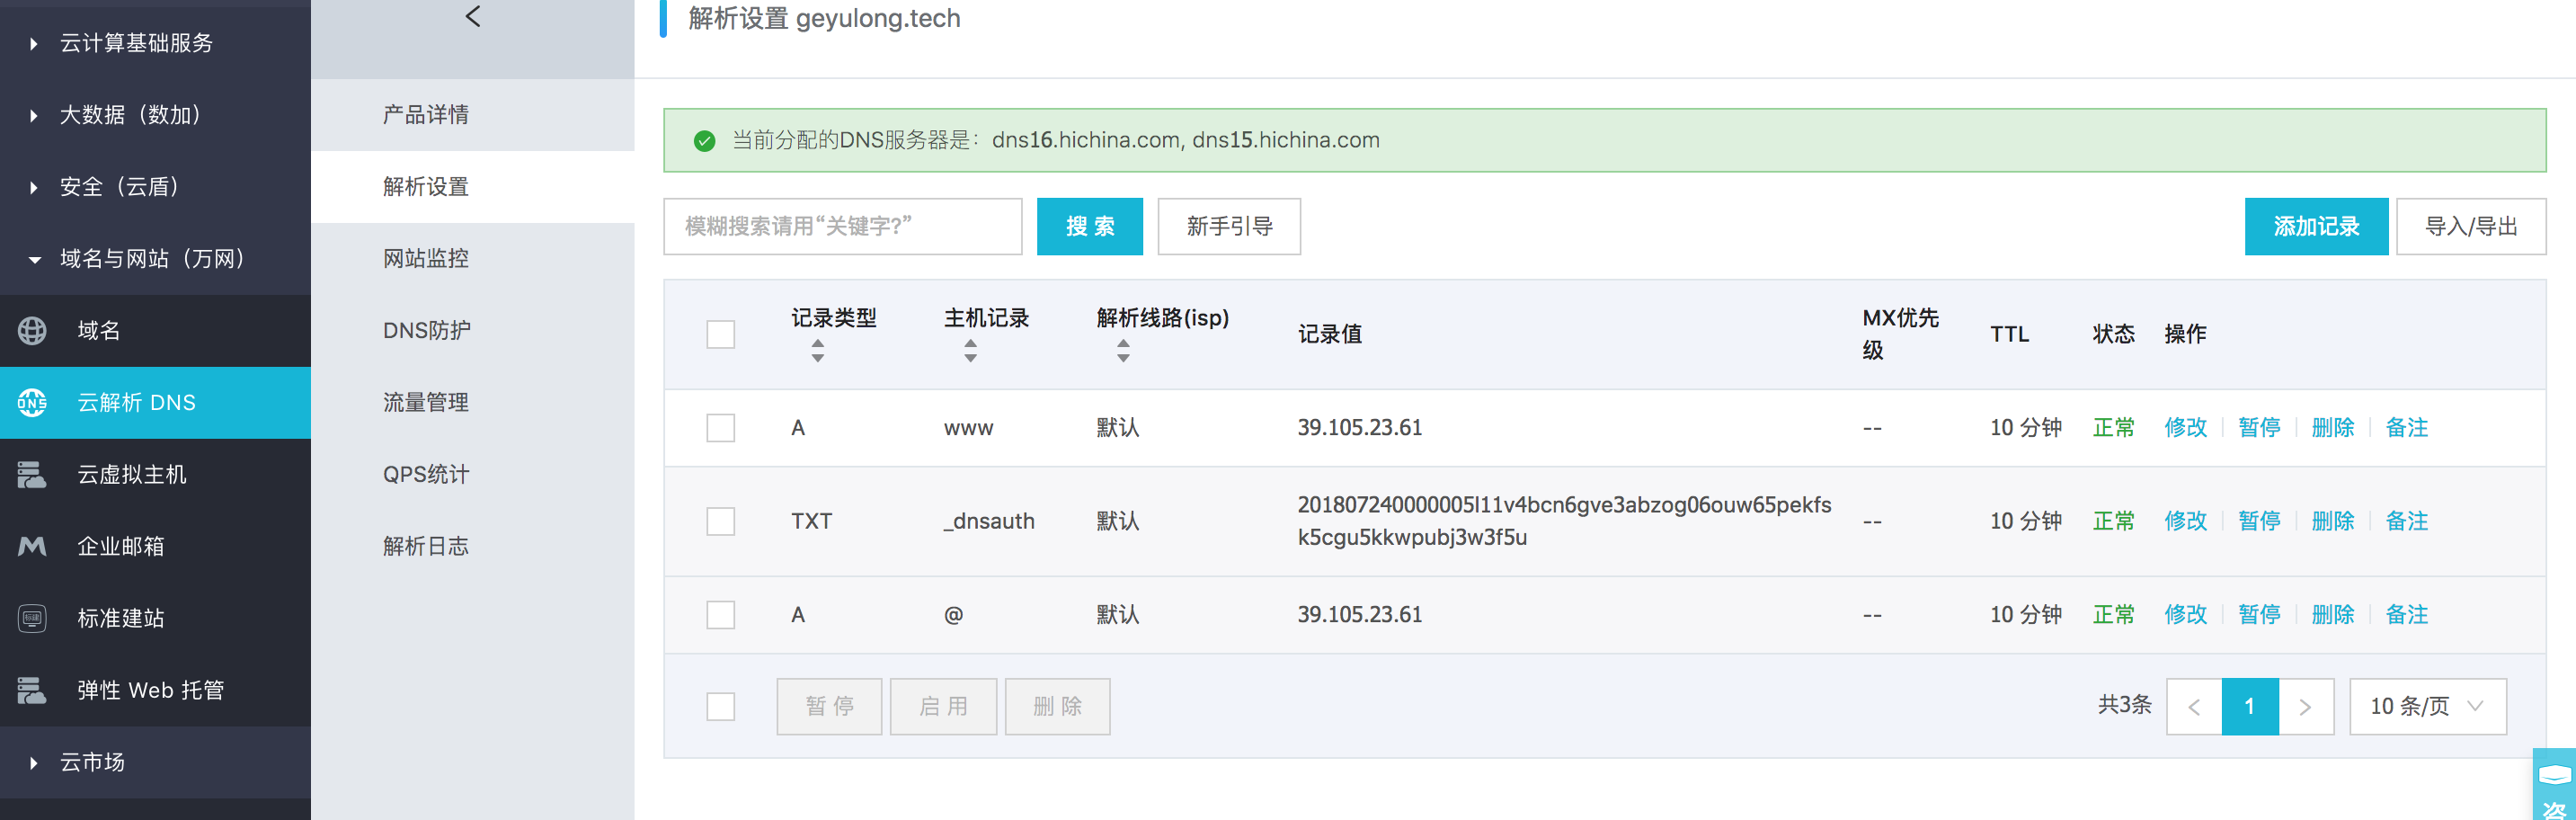 云计算基础服务
大数据（数加）
安全（云盾）
域名与网站（万网）
域名
云解析 DNS
云虚拟主机
企业邮箱
标准建站
弹性 Web 托管
云市场
产品详情
解析设置
网站监控
DNS防护
流量管理
QPS统计
解析日志
解析设置 geyulong.tech
当前分配的DNS服务器是：dns16.hichina.com, dns15.hichina.com
模糊搜索请用“关键字?” 搜 索 新手引导 添加记录 导入/导出
记录类型 主机记录 解析线路(isp) 记录值 MX优先级 TTL 状态 操作
A www 默认 39.105.23.61 -- 10 分钟 正常 修改 暂停 删除 备注
TXT _dnsauth 默认 201807240000005l11v4bcn6gve3abzog06ouw65pekfs
k5cgu5kkwpubj3w3f5u -- 10 分钟 正常 修改 暂停 删除 备注
A @ 默认 39.105.23.61 -- 10 分钟 正常 修改 暂停 删除 备注
暂 停 启 用 删 除 共3条 < 1 > 10 条/页
咨